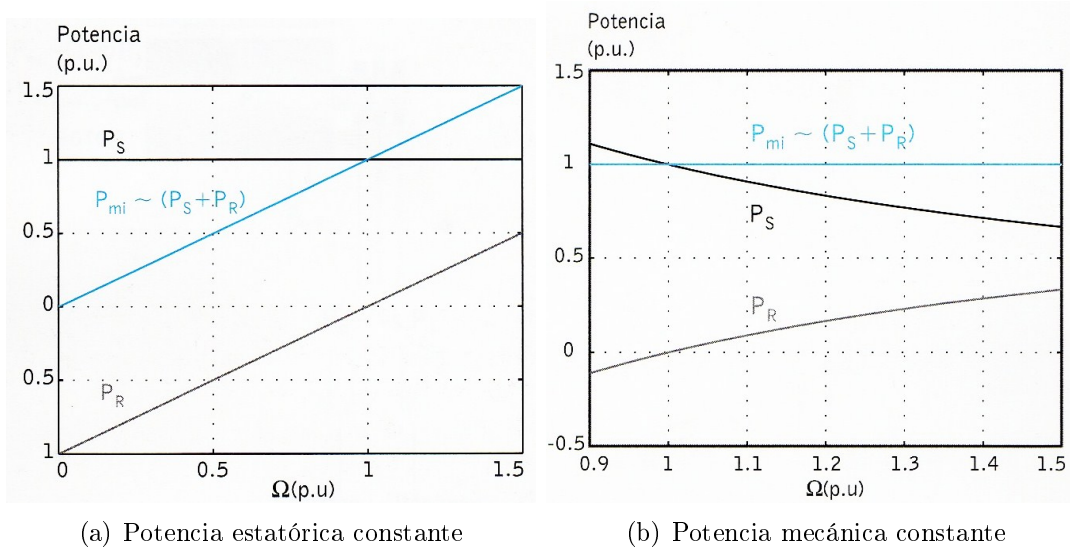 Potencia
(p.u.)
1.5
P_S
1
P_mi ~ (P_S+P_R)
0.5
0
0.5
P_R
1
0 0.5 1 1.5
Ω(p.u)
(a) Potencia estatórica constante
Potencia
(p.u.)
1.5
P_mi ~ (P_S+P_R)
1
P_S
0.5
P_R
0
-0.5
0.9 1 1.1 1.2 1.3 1.4 1.5
Ω(p.u)
(b) Potencia mecánica constante